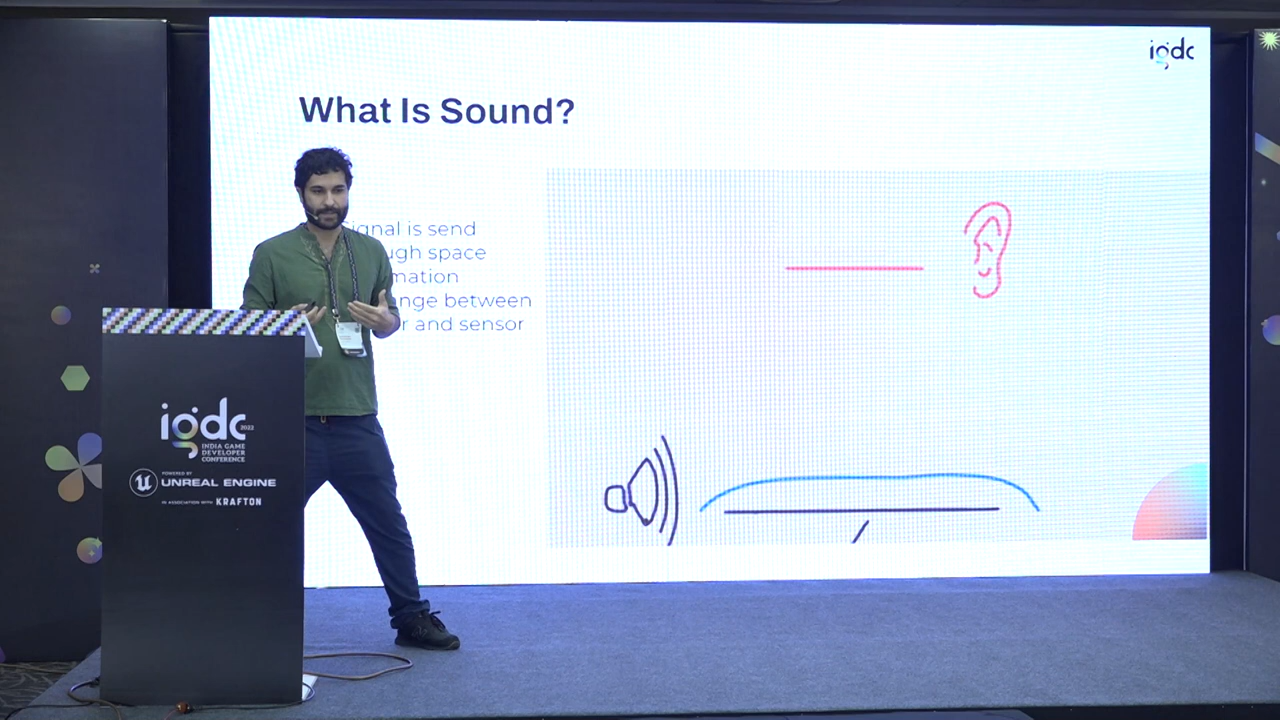 igdc
What Is Sound?
ignal is send
ugh space
mation
nge between
r and sensor
igdc 2022
INDIA GAME
DEVELOPER
CONFERENCE
POWERED BY
UNREAL ENGINE
IN ASSOCIATION WITH KRAFTON